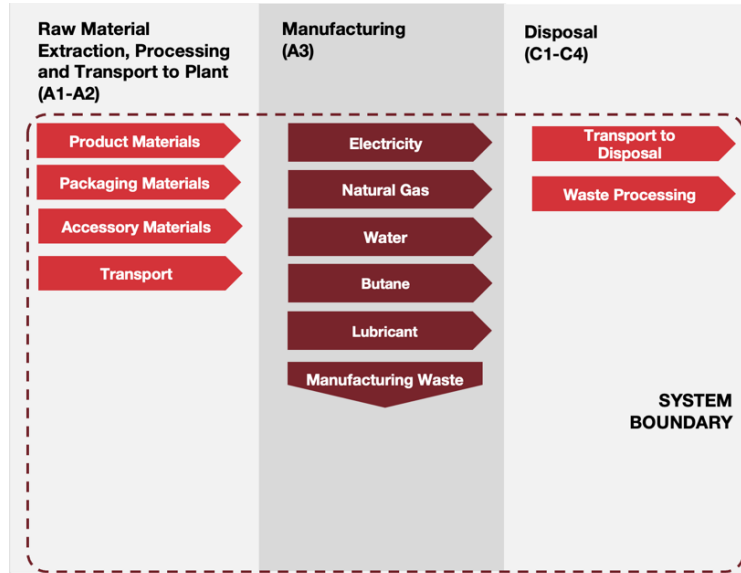 Raw Material
Extraction, Processing
and Transport to Plant
(A1-A2)
Product Materials
Packaging Materials
Accessory Materials
Transport
Manufacturing
(A3)
Electricity
Natural Gas
Water
Butane
Lubricant
Manufacturing Waste
Disposal
(C1-C4)
Transport to
Disposal
Waste Processing
SYSTEM
BOUNDARY